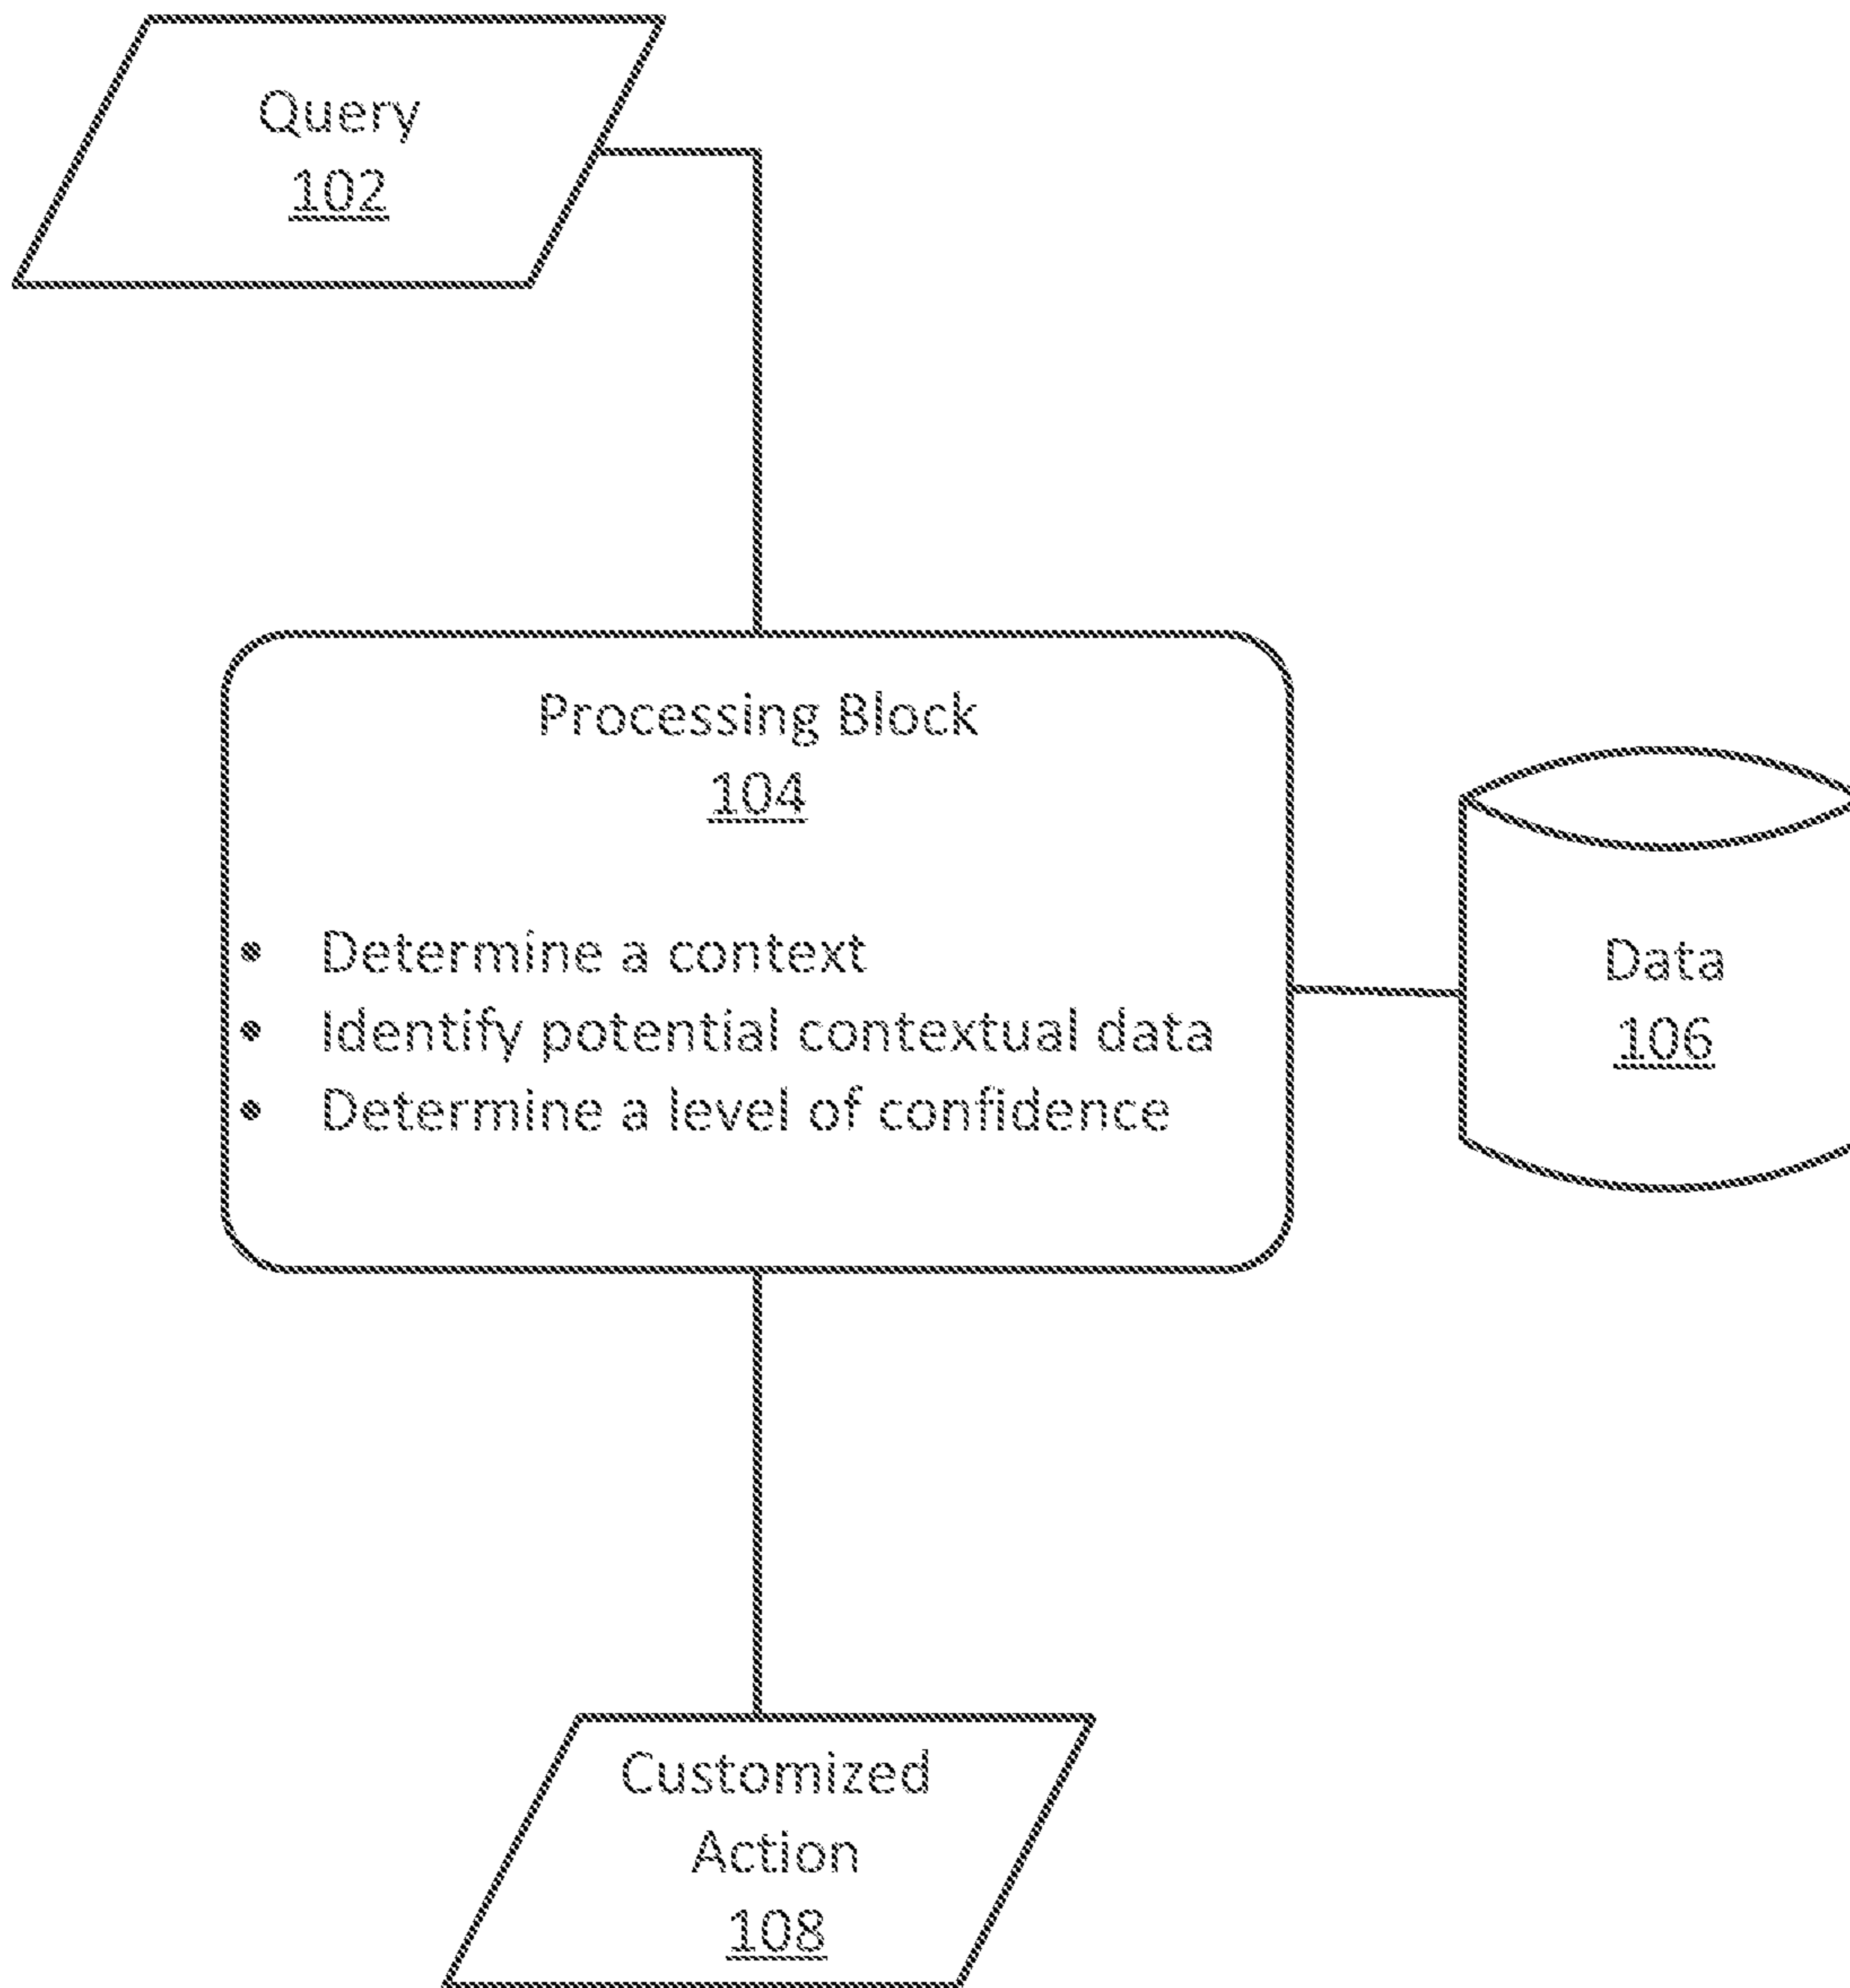 Query
102
Processing Block
104
• Determine a context
• Identify potential contextual data
• Determine a level of confidence
Data
106
Customized
Action
108